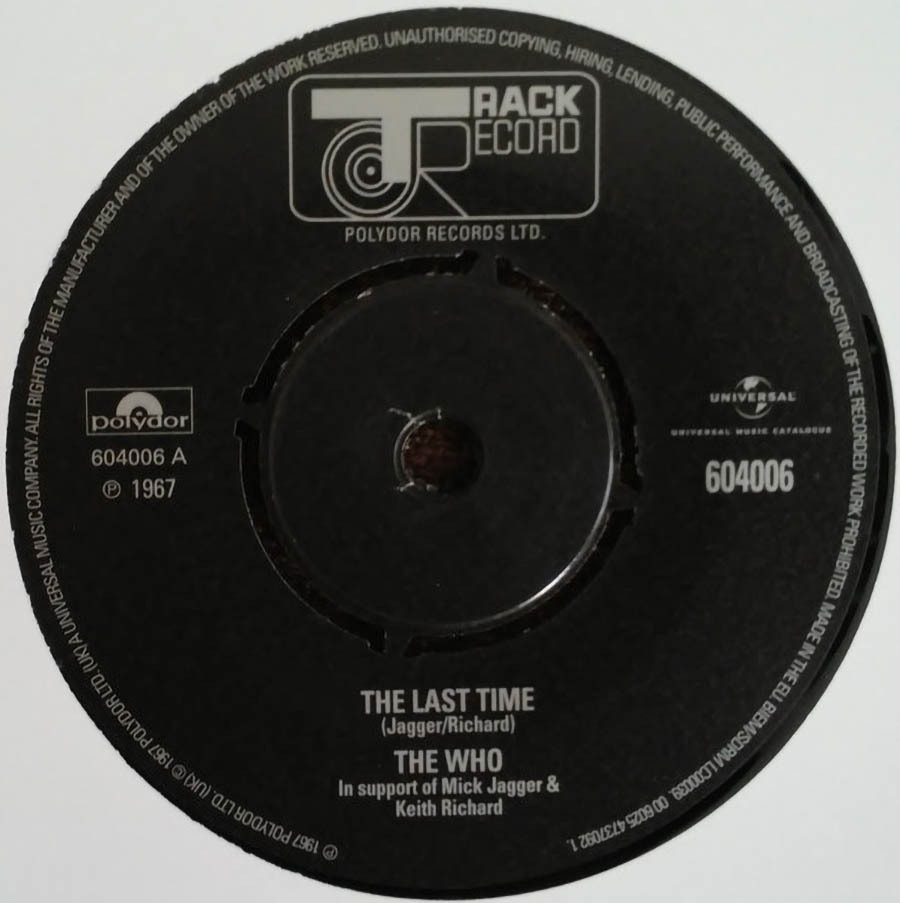 ℗ 1967 POLYDOR LTD. (UK) © 1967 POLYDOR LTD. (UK) A UNIVERSAL MUSIC COMPANY. ALL RIGHTS OF THE MANUFACTURER AND OF THE OWNER OF THE WORK RESERVED. UNAUTHORISED COPYING, HIRING, LENDING, PUBLIC PERFORMANCE AND BROADCASTING OF THE RECORDED WORK PROHIBITED. MADE IN THE EU. BIEM/SDRM LC00039. 00 6025 4737092 1.
TRACK
RECORD
POLYDOR RECORDS LTD.
polydor
604006 A
℗ 1967
UNIVERSAL
UNIVERSAL MUSIC CATALOGUE
604006
THE LAST TIME
(Jagger/Richard)
THE WHO
In support of Mick Jagger &
Keith Richard